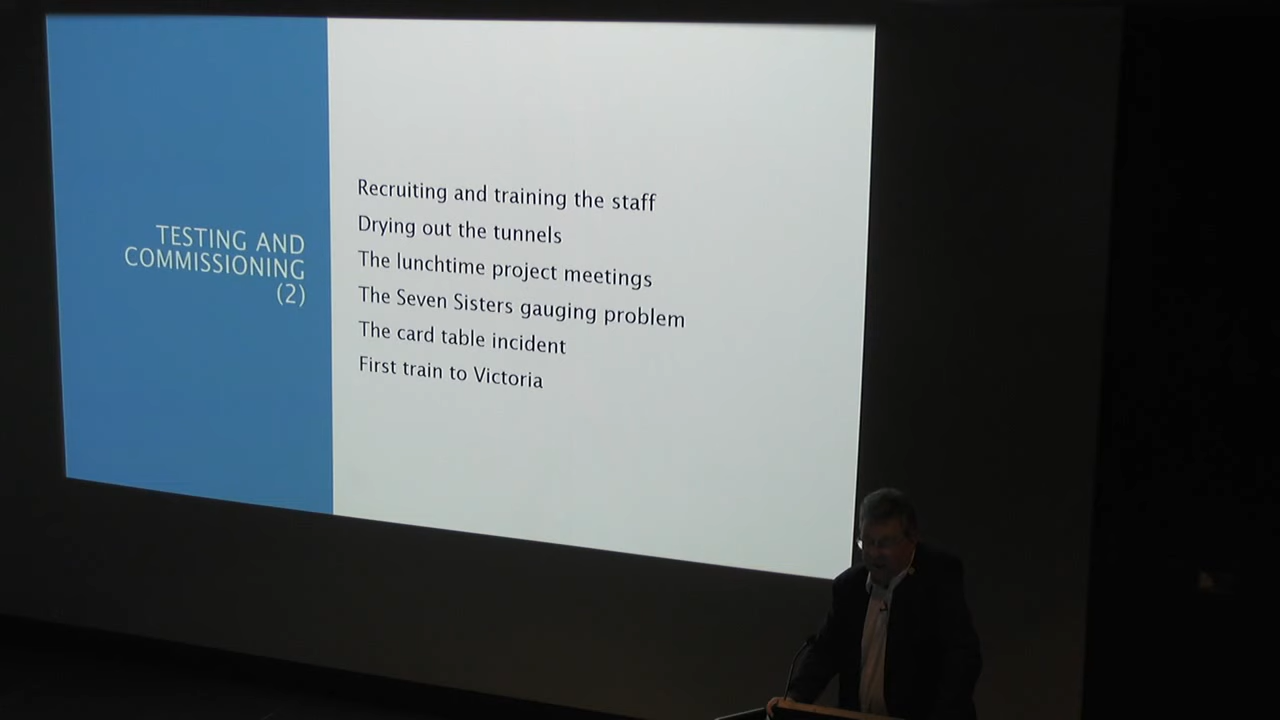 TESTING AND
COMMISSIONING
(2)
Recruiting and training the staff
Drying out the tunnels
The lunchtime project meetings
The Seven Sisters gauging problem
The card table incident
First train to Victoria